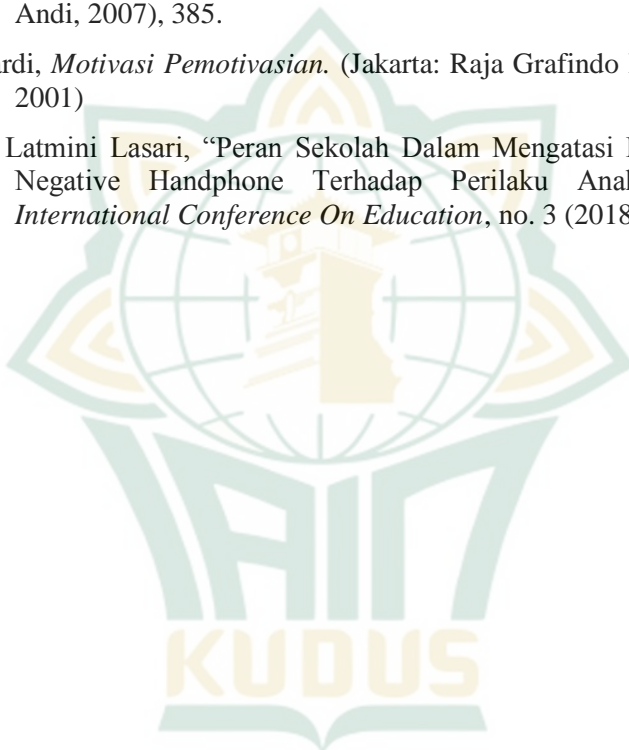 Andi, 2007), 385.
ardi, Motivasi Pemotivasian. (Jakarta: Raja Grafindo
2001)
Latmini Lasari, “Peran Sekolah Dalam Mengatasi
Negative Handphone Terhadap Perilaku
International Conference On Education, no. 3 (2018
IAIN
KUDUS